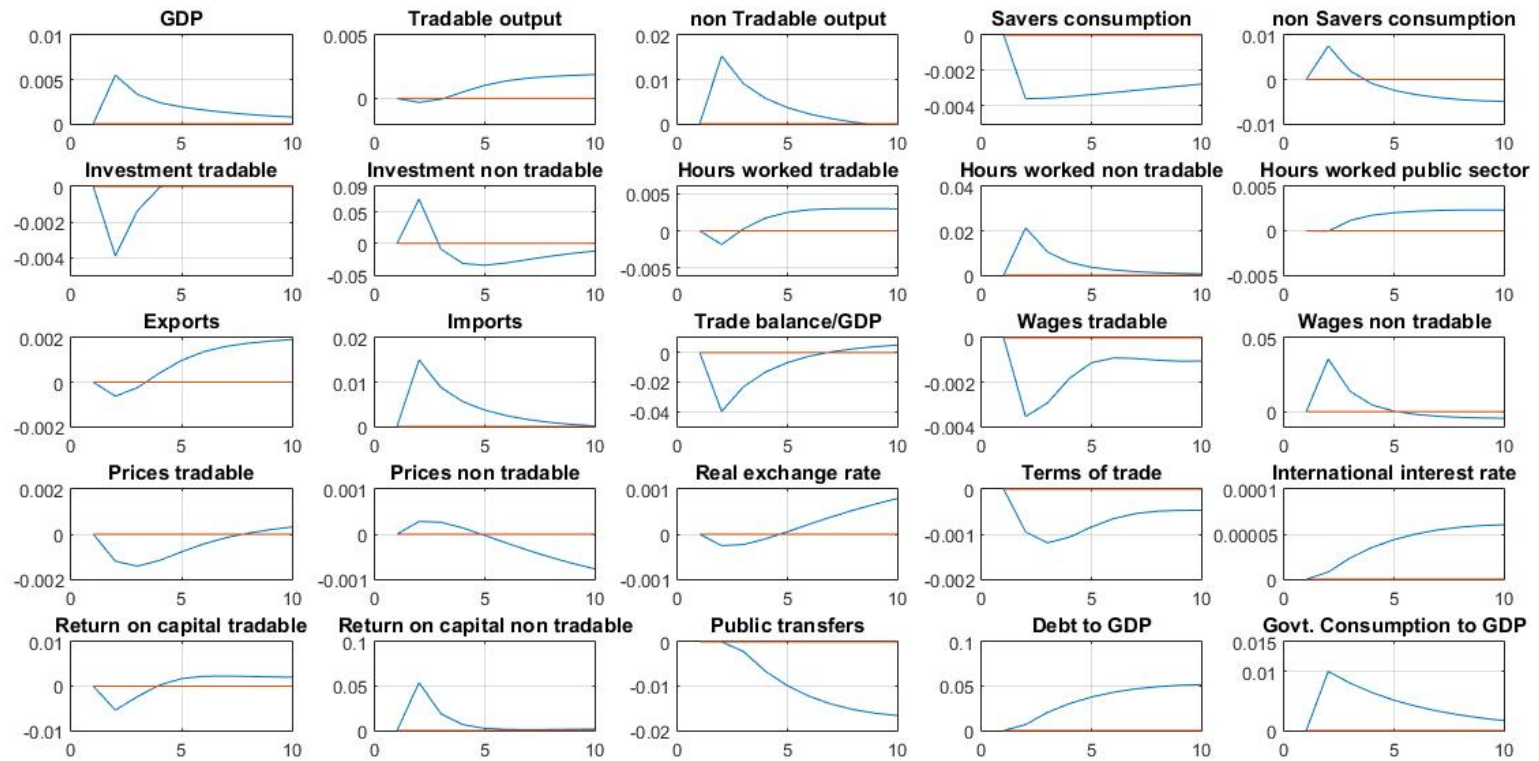 GDP
0.01
0.005
0
0 5 10
Tradable output
0.005
0
0 5 10
non Tradable output
0.02
0.01
0
0 5 10
Savers consumption
0
-0.002
-0.004
0 5 10
non Savers consumption
0.01
0
-0.01
0 5 10
Investment tradable
0
-0.002
-0.004
0 5 10
Investment non tradable
0.09
0.05
0
-0.05
0 5 10
Hours worked tradable
0.005
0
-0.005
0 5 10
Hours worked non tradable
0.04
0.02
0
0 5 10
Hours worked public sector
0.005
0
-0.005
0 5 10
Exports
0.002
0
-0.002
0 5 10
Imports
0.02
0.01
0
0 5 10
Trade balance/GDP
0
-0.02
-0.04
0 5 10
Wages tradable
0
-0.002
-0.004
0 5 10
Wages non tradable
0.05
0
0 5 10
Prices tradable
0.002
0
-0.002
0 5 10
Prices non tradable
0.001
0
-0.001
0 5 10
Real exchange rate
0.001
0
-0.001
0 5 10
Terms of trade
0
-0.001
-0.002
0 5 10
International interest rate
0.0001
0.00005
0
0 5 10
Return on capital tradable
0.01
0
-0.01
0 5 10
Return on capital non tradable
0.1
0.05
0
0 5 10
Public transfers
0
-0.01
-0.02
0 5 10
Debt to GDP
0.1
0.05
0
0 5 10
Govt. Consumption to GDP
0.015
0.01
0
0 5 10